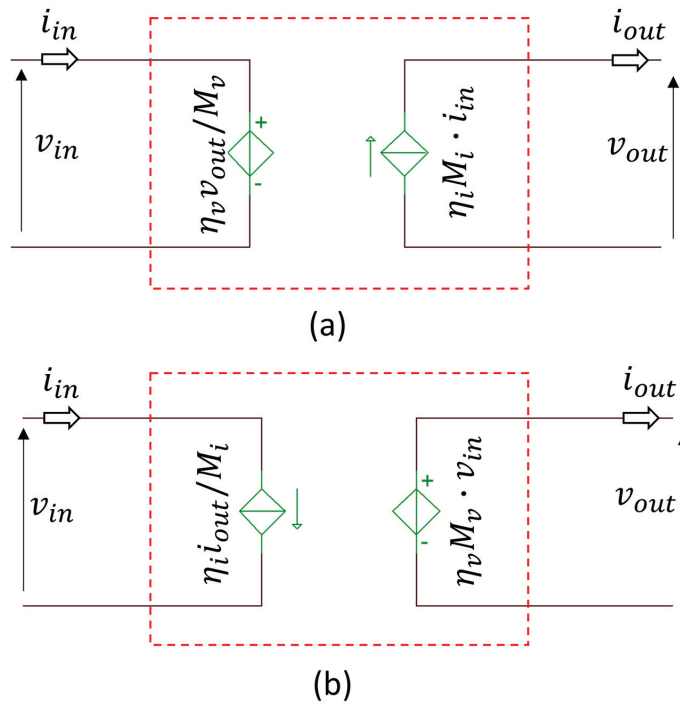 i_in i_out
v_in η_v v_out/M_v + - η_i M_i · i_in v_out
(a)
i_in i_out
v_in η_i i_out/M_i + - η_v M_v · v_in v_out
(b)